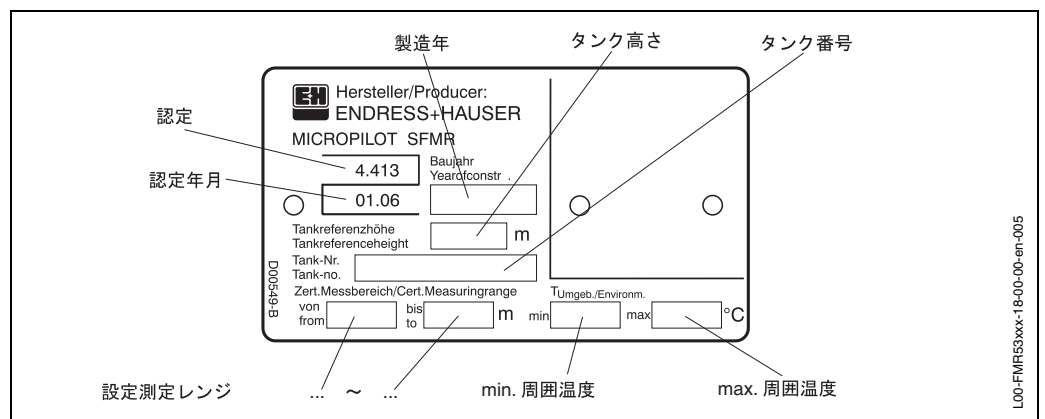 製造年
タンク高さ
タンク番号
認定
認定年月
E+H
Hersteller/Producer:
ENDRESS+HAUSER
MICROPILOT SFMR
4.413
Baujahr
Yearofconstr .
01.06
Tankreferenzhöhe
Tankreferenceheight
m
Tank-Nr.
Tank-no.
D00549-B
Zert.Messbereich/Cert.Measuringrange
von
from
bis
to
m
TUmgeb./Environm.
min
max
°C
設定測定レンジ
... ～ ...
min. 周囲温度
max. 周囲温度
L00-FMR53xxx-18-00-00-en-005